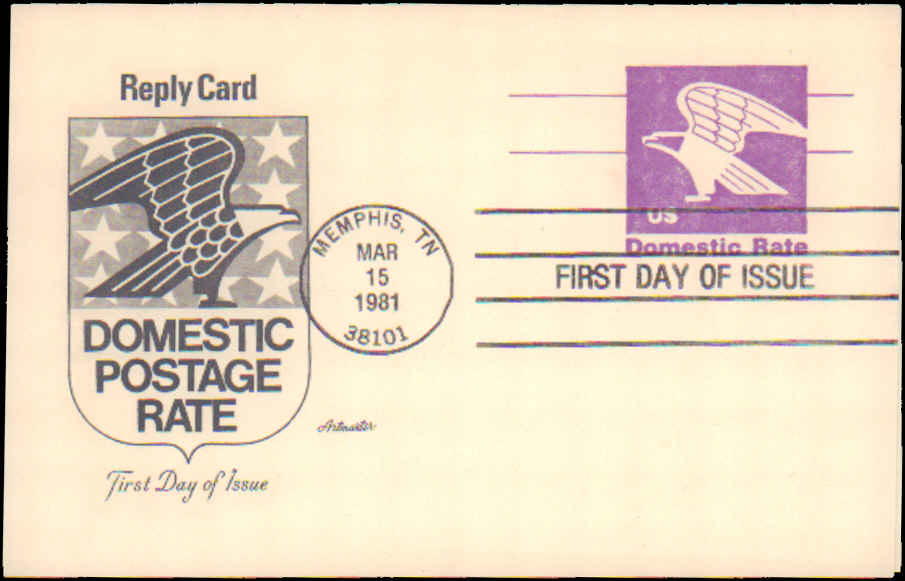 Reply Card
DOMESTIC
POSTAGE
RATE
First Day of Issue
Artmaster
MEMPHIS, TN
MAR
15
1981
38101
US
Domestic Rate
FIRST DAY OF ISSUE